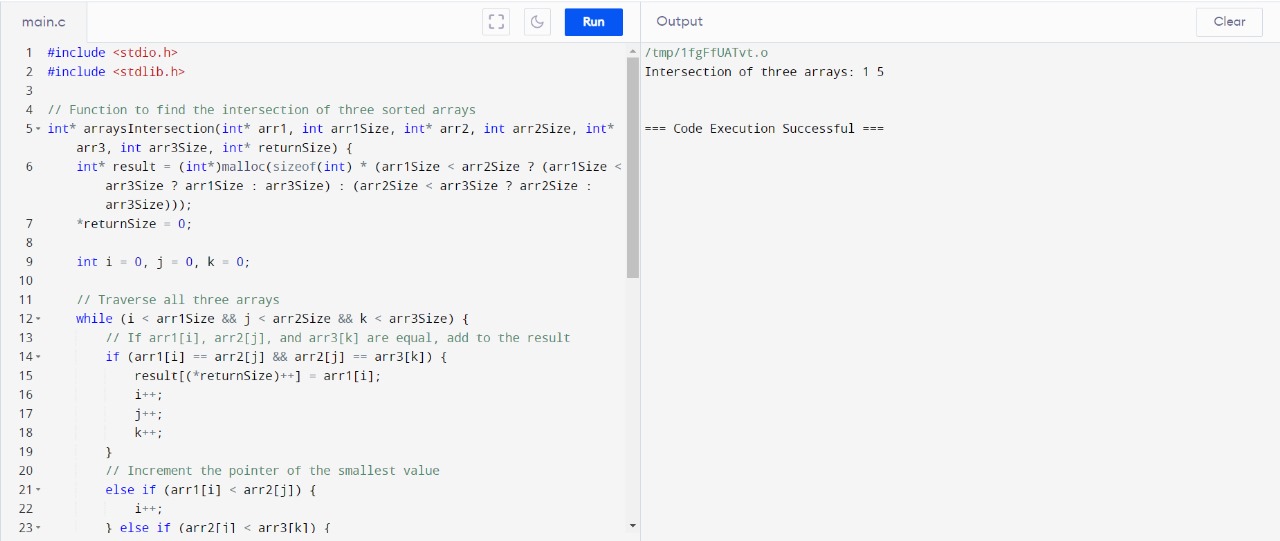 main.c
Run
Output
Clear
1 #include <stdio.h>
2 #include <stdlib.h>
3
4 // Function to find the intersection of three sorted arrays
5 int* arraysIntersection(int* arr1, int arr1Size, int* arr2, int arr2Size, int*
arr3, int arr3Size, int* returnSize) {
6 int* result = (int*)malloc(sizeof(int) * (arr1Size < arr2Size ? (arr1Size <
arr3Size ? arr1Size : arr3Size) : (arr2Size < arr3Size ? arr2Size :
arr3Size)));
7 *returnSize = 0;
8
9 int i = 0, j = 0, k = 0;
10
11 // Traverse all three arrays
12 while (i < arr1Size && j < arr2Size && k < arr3Size) {
13 // If arr1[i], arr2[j], and arr3[k] are equal, add to the result
14 if (arr1[i] == arr2[j] && arr2[j] == arr3[k]) {
15 result[(*returnSize)++] = arr1[i];
16 i++;
17 j++;
18 k++;
19 }
20 // Increment the pointer of the smallest value
21 else if (arr1[i] < arr2[j]) {
22 i++;
23 } else if (arr2[j] < arr3[k]) {
/tmp/1fgFfUATvt.o
Intersection of three arrays: 1 5
=== Code Execution Successful ===